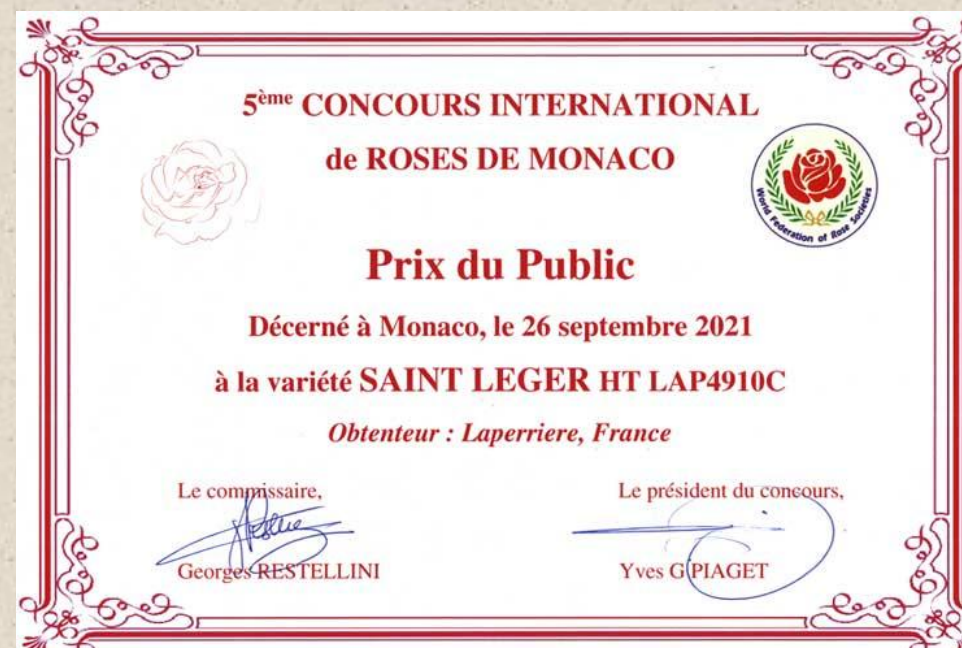 5ème CONCOURS INTERNATIONAL
de ROSES DE MONACO
World Federation of Rose Societies
Prix du Public
Décerné à Monaco, le 26 septembre 2021
à la variété SAINT LEGER HT LAP4910C
Obtenteur : Laperriere, France
Le commissaire,
Le président du concours,
Georges RESTELLINI
Yves G PIAGET